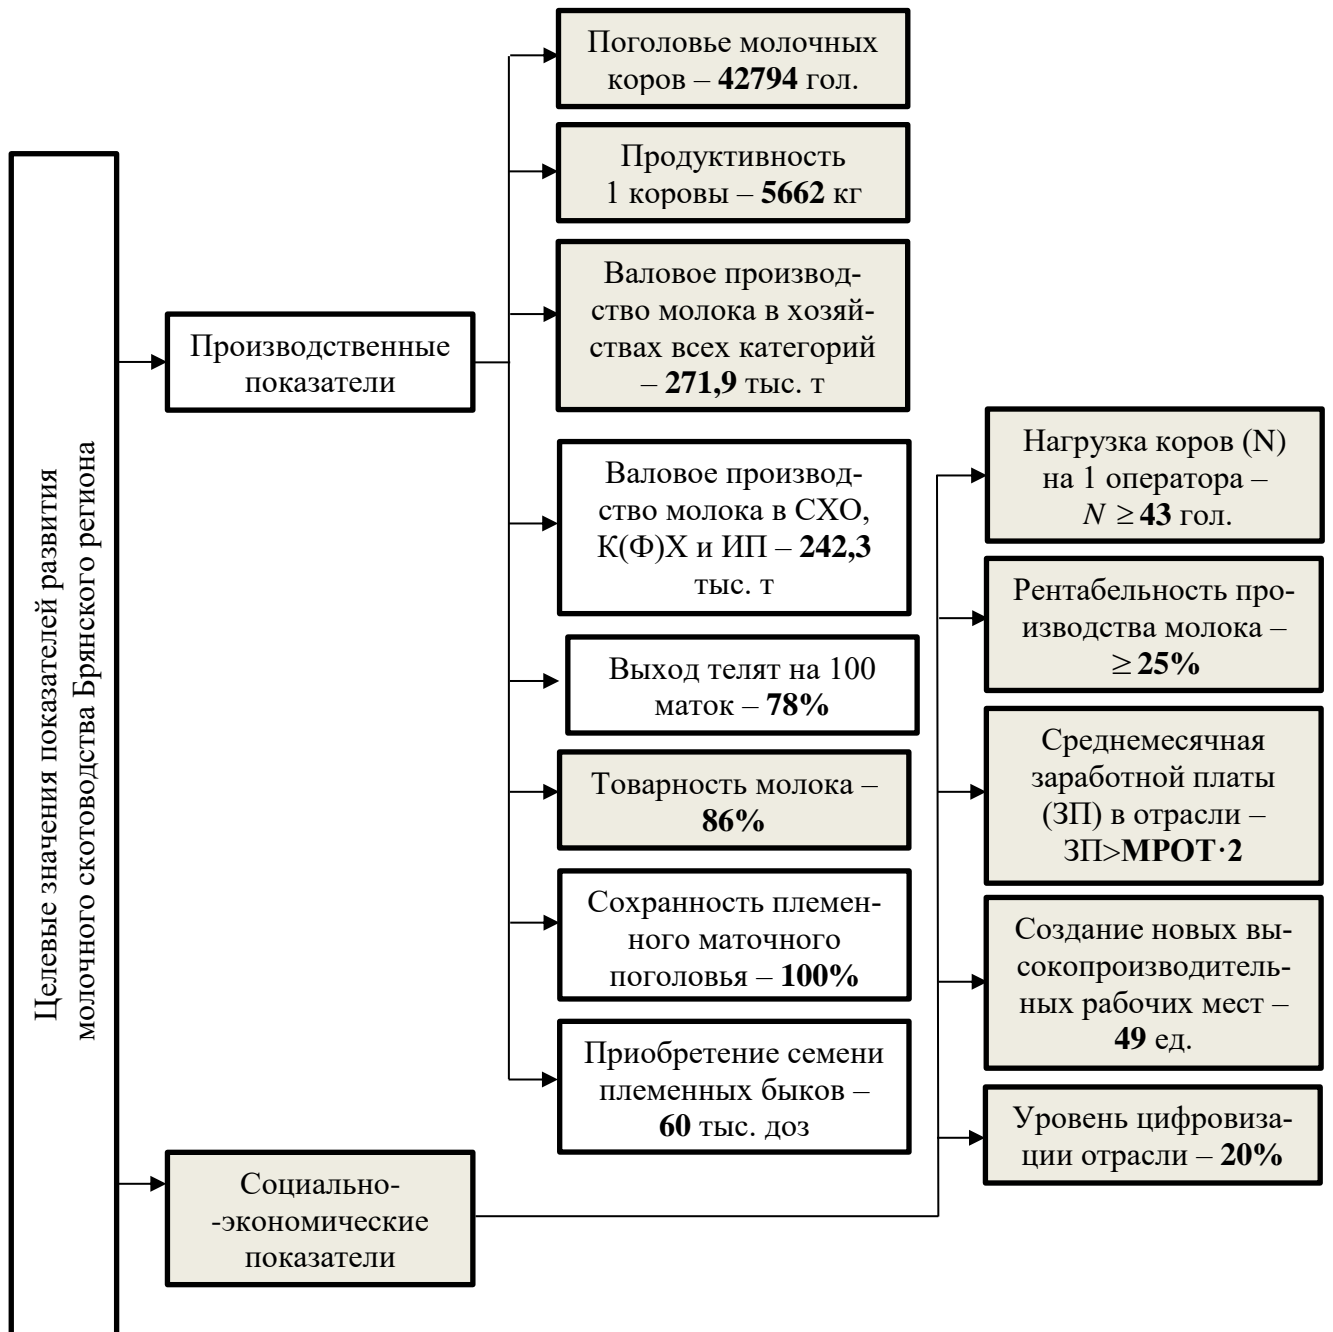 Целевые значения показателей развития
молочного скотоводства Брянского региона
Производственные
показатели
Поголовье молочных
коров – 42794 гол.
Продуктивность
1 коровы – 5662 кг
Валовое производ-
ство молока в хозяй-
ствах всех категорий
– 271,9 тыс. т
Валовое производ-
ство молока в СХО,
К(Ф)Х и ИП – 242,3
тыс. т
Выход телят на 100
маток – 78%
Товарность молока –
86%
Сохранность племен-
ного маточного
поголовья – 100%
Приобретение семени
племенных быков –
60 тыс. доз
Социально-
-экономические
показатели
Нагрузка коров (N)
на 1 оператора –
N ≥ 43 гол.
Рентабельность про-
изводства молока –
≥ 25%
Среднемесячная
заработной платы
(ЗП) в отрасли –
ЗП>МРОТ·2
Создание новых вы-
сокопроизводитель-
ных рабочих мест –
49 ед.
Уровень цифровиза-
ции отрасли – 20%